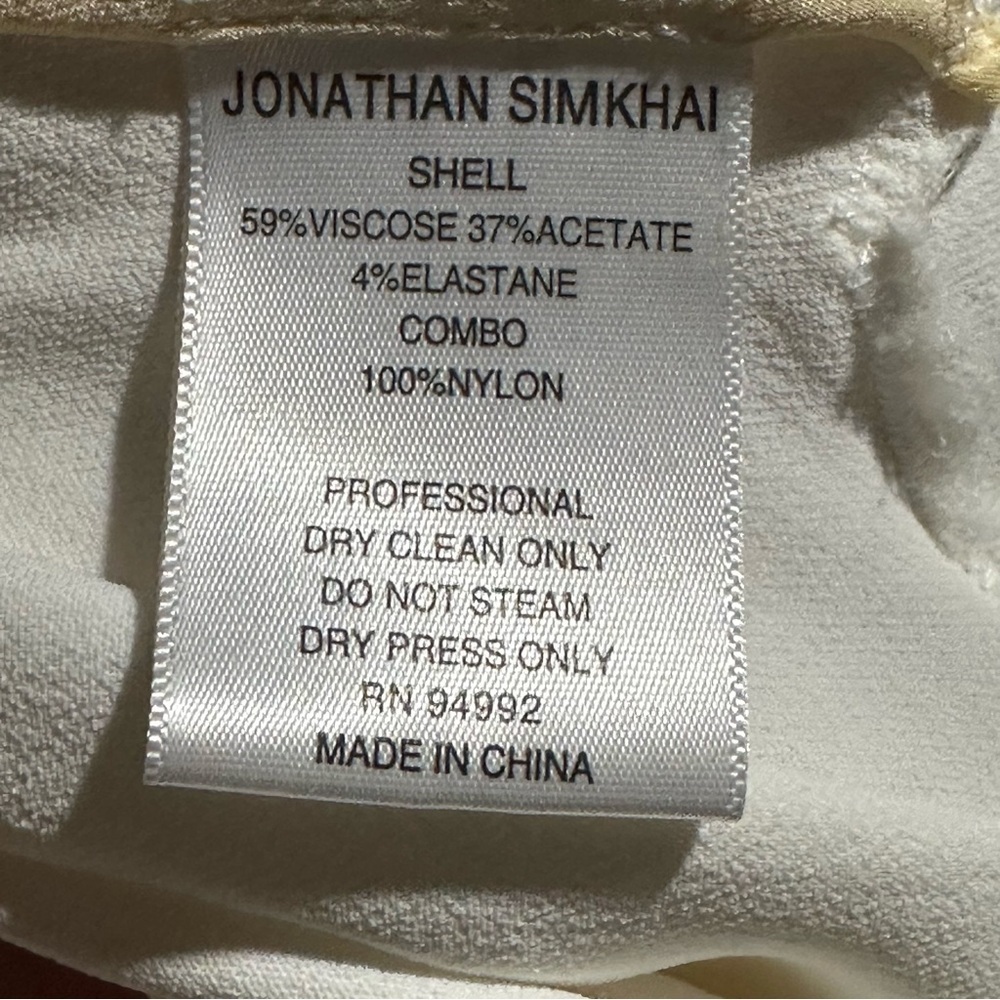 JONATHAN SIMKHAI
SHELL
59%VISCOSE 37%ACETATE
4%ELASTANE
COMBO
100%NYLON
PROFESSIONAL
DRY CLEAN ONLY
DO NOT STEAM
DRY PRESS ONLY
RN 94992
MADE IN CHINA